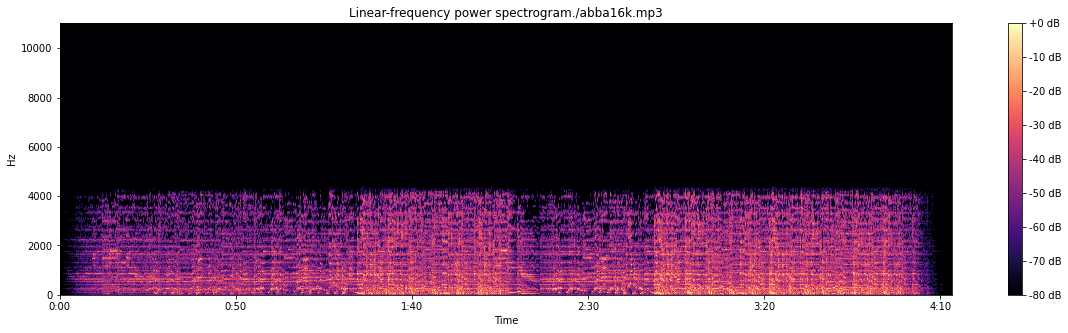 Linear-frequency power spectrogram./abba16k.mp3
Hz
10000
8000
6000
4000
2000
0
0:00 0:50 1:40 2:30 3:20 4:10
Time
+0 dB
-10 dB
-20 dB
-30 dB
-40 dB
-50 dB
-60 dB
-70 dB
-80 dB